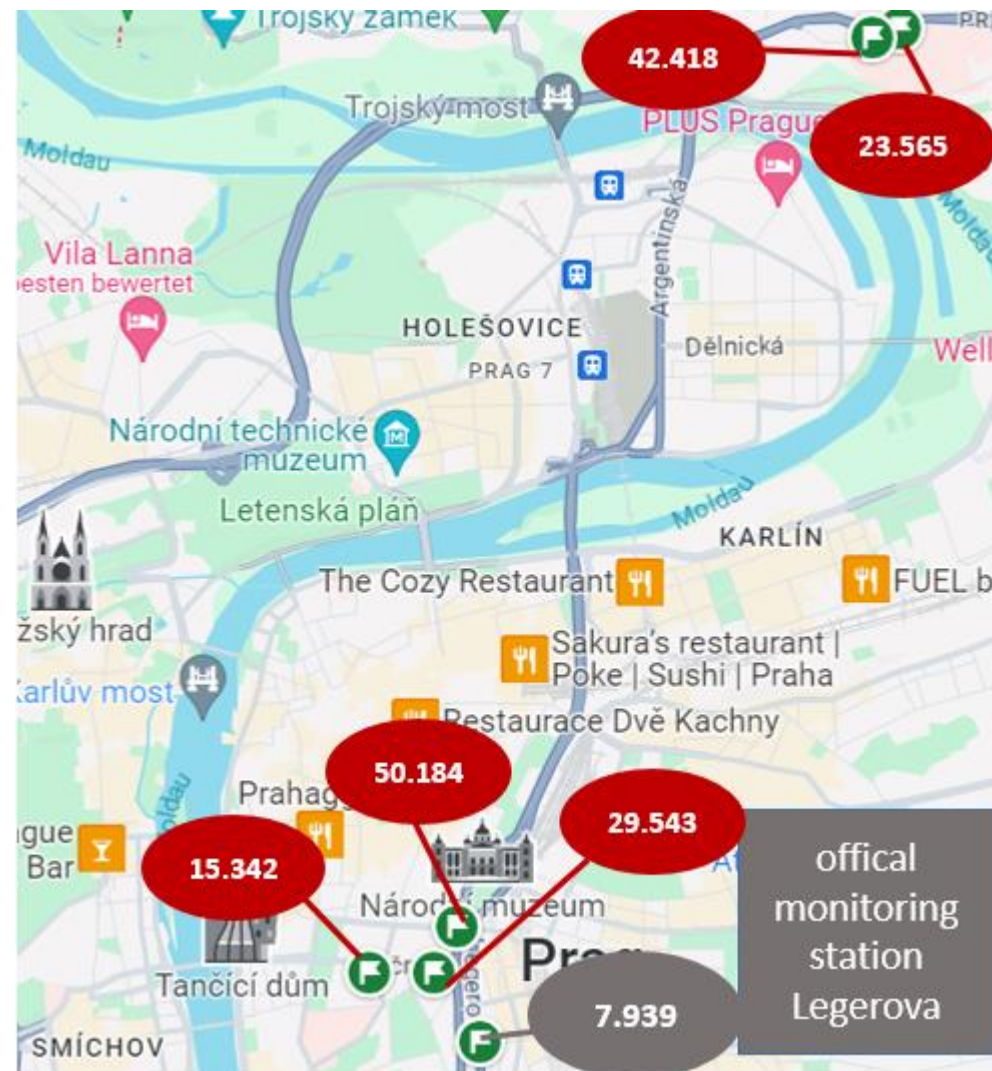 Trojský zámek
42.418
Trojský most
PLUS Prague
23.565
Moldau
Moldau
Vila Lanna
besten bewertet
Argentinská
HOLEŠOVICE
PRAG 7
Dělnická
Well
Národní technické
muzeum
Letenská pláň
Moldau
KARLÍN
The Cozy Restaurant
FUEL b
žský hrad
Sakura's restaurant |
Poke | Sushi | Praha
Karlův most
Restaurace Dvě Kachny
50.184
Prahag
29.543
gue
Bar
15.342
offical
monitoring
station
Legerova
Národní muzeum
Tančící dům
7.939
SMÍCHOV